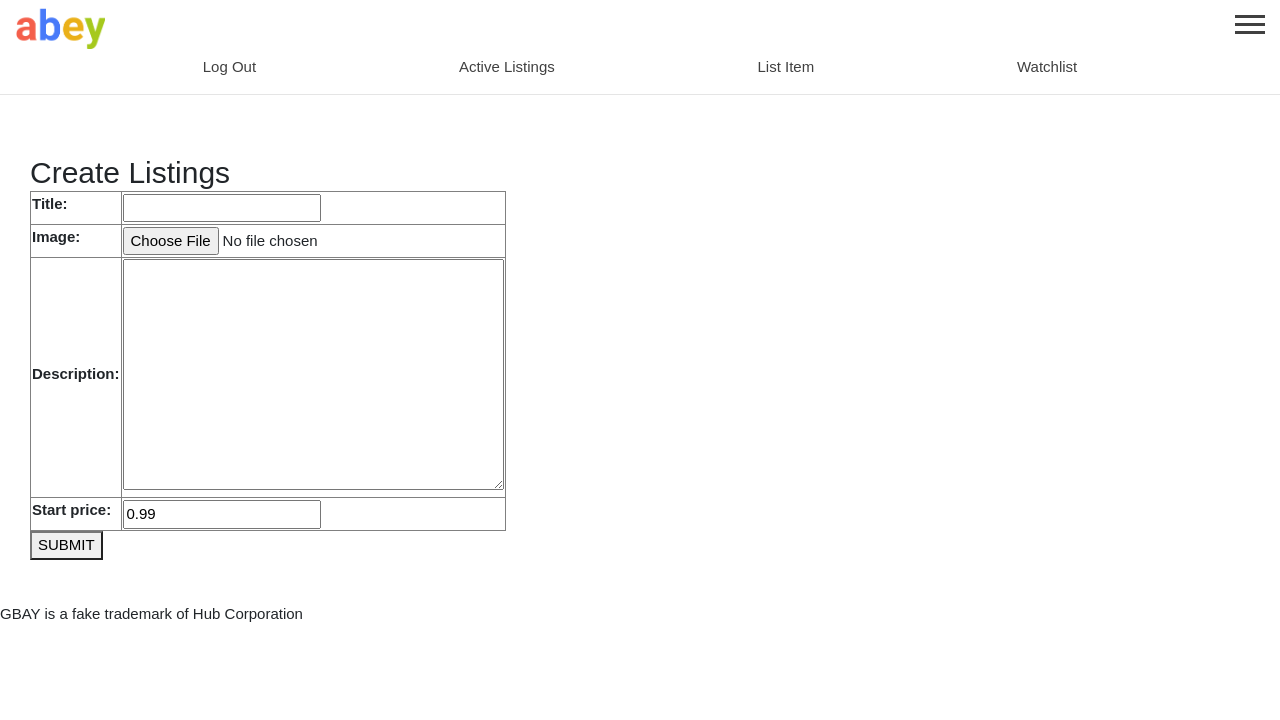 abey
Log Out Active Listings List Item Watchlist
Create Listings
Title:
Image: Choose File No file chosen
Description:
Start price: 0.99
SUBMIT
GBAY is a fake trademark of Hub Corporation